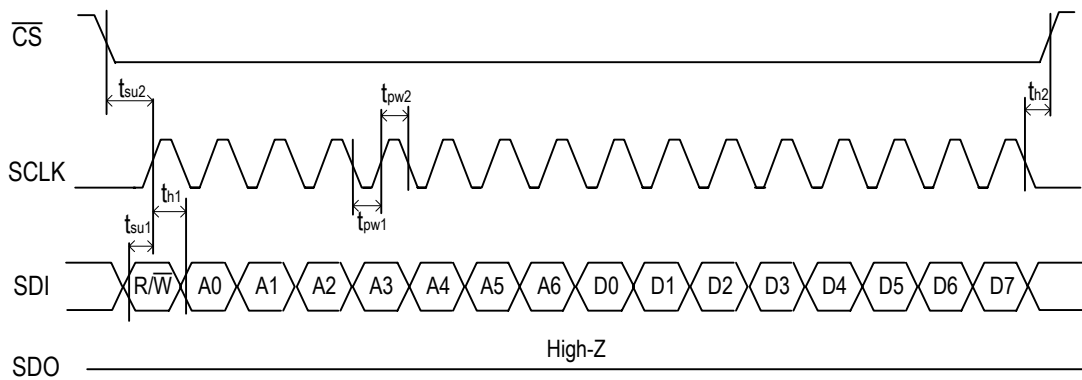 C̅S̅
tsu2
tpw2
th2
SCLK
th1
tpw1
tsu1
SDI
R/W̅ A0 A1 A2 A3 A4 A5 A6 D0 D1 D2 D3 D4 D5 D6 D7
High-Z
SDO